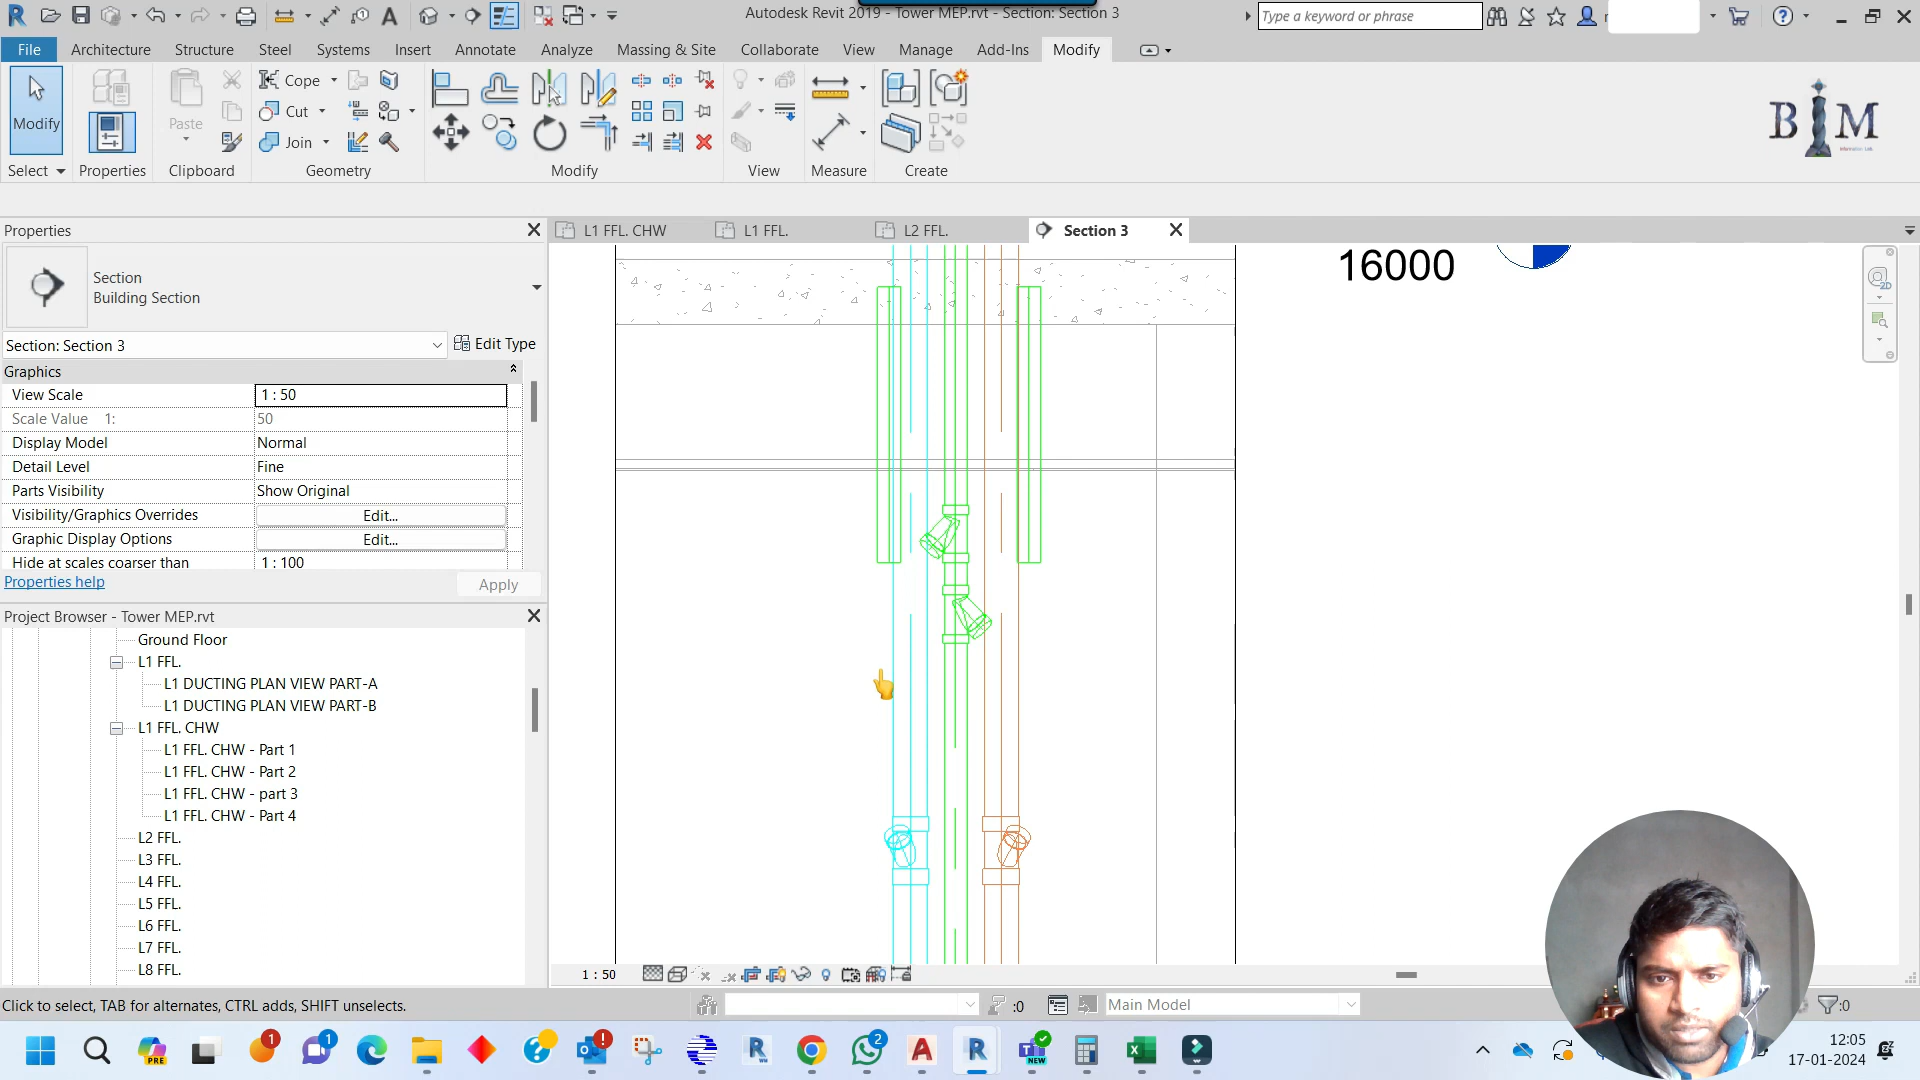 Autodesk Revit 2019 - Tower MEP.rvt - Section: Section 3
Type a keyword or phrase
File
Architecture
Structure
Steel
Systems
Insert
Annotate
Analyze
Massing & Site
Collaborate
View
Manage
Add-Ins
Modify
Modify
Paste
Cope
Cut
Join
BIM
Select
Properties
Clipboard
Geometry
Modify
View
Measure
Create
Properties
Section
Building Section
Section: Section 3
Edit Type
Graphics
View Scale
1 : 50
Scale Value    1:
50
Display Model
Normal
Detail Level
Fine
Parts Visibility
Show Original
Visibility/Graphics Overrides
Edit...
Graphic Display Options
Edit...
Hide at scales coarser than
1 : 100
Properties help
Apply
Project Browser - Tower MEP.rvt
Ground Floor
L1 FFL.
L1 DUCTING PLAN VIEW PART-A
L1 DUCTING PLAN VIEW PART-B
L1 FFL. CHW
L1 FFL. CHW - Part 1
L1 FFL. CHW - Part 2
L1 FFL. CHW - part 3
L1 FFL. CHW - Part 4
L2 FFL.
L3 FFL.
L4 FFL.
L5 FFL.
L6 FFL.
L7 FFL.
L8 FFL.
L1 FFL. CHW
L1 FFL.
L2 FFL.
Section 3
16000
2D
1 : 50
Click to select, TAB for alternates, CTRL adds, SHIFT unselects.
:0
Main Model
:0
PRE
1
1
2
NEW
12:05
17-01-2024